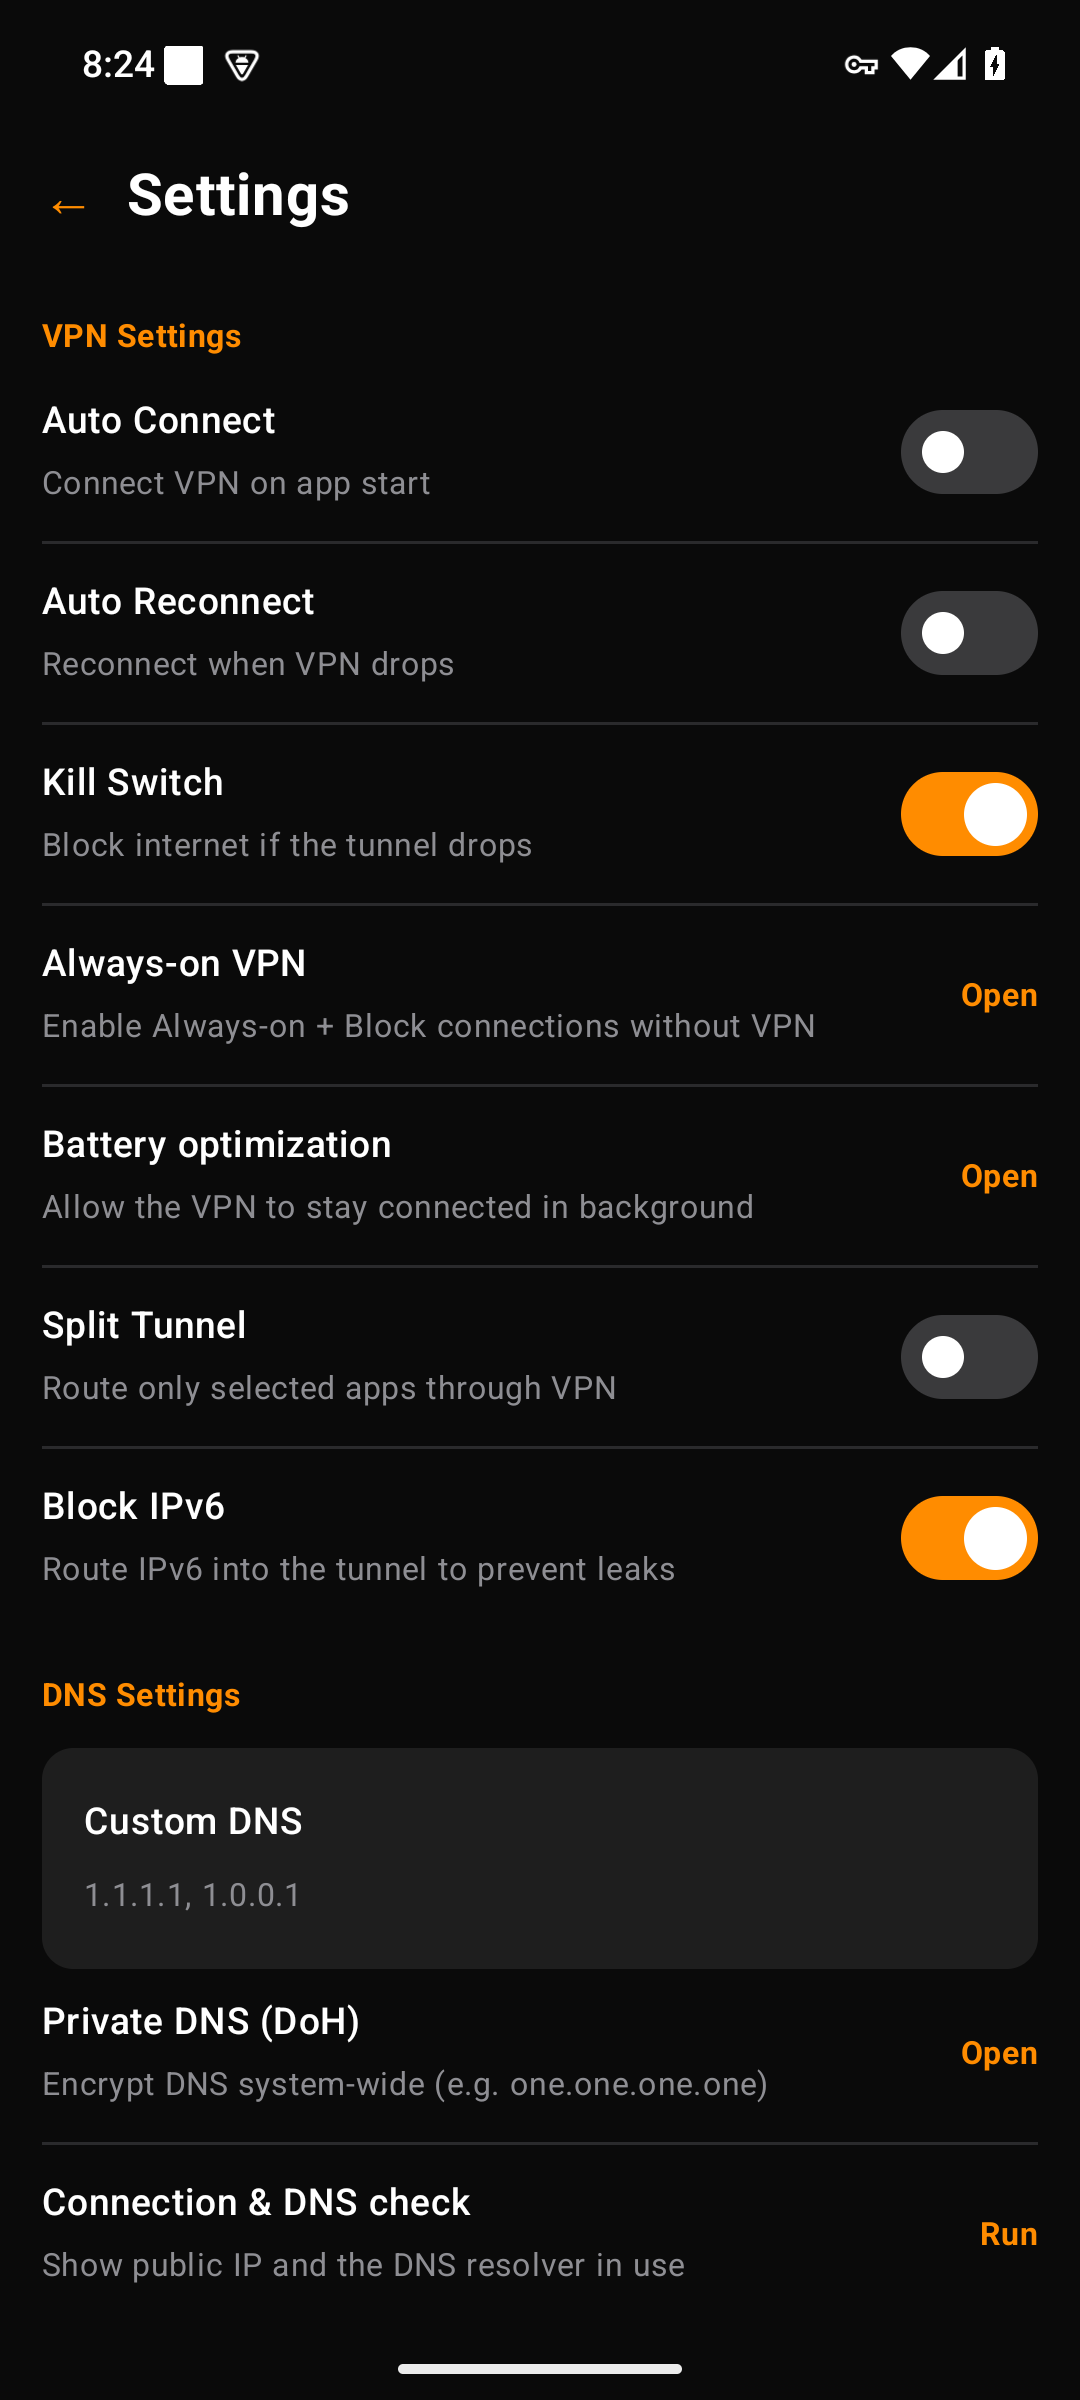 8:24
← Settings
VPN Settings
Auto Connect
Connect VPN on app start
Auto Reconnect
Reconnect when VPN drops
Kill Switch
Block internet if the tunnel drops
Always-on VPN
Open
Enable Always-on + Block connections without VPN
Battery optimization
Open
Allow the VPN to stay connected in background
Split Tunnel
Route only selected apps through VPN
Block IPv6
Route IPv6 into the tunnel to prevent leaks
DNS Settings
Custom DNS
1.1.1.1, 1.0.0.1
Private DNS (DoH)
Open
Encrypt DNS system-wide (e.g. one.one.one.one)
Connection & DNS check
Run
Show public IP and the DNS resolver in use